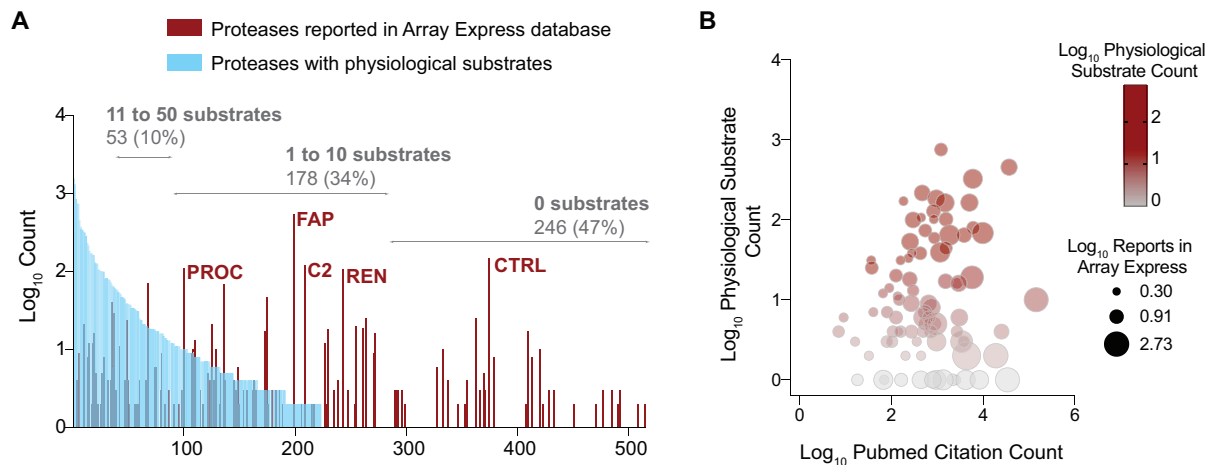 A
Proteases reported in Array Express database
Proteases with physiological substrates
Log10 Count
4
3
2
1
0
11 to 50 substrates
53 (10%)
1 to 10 substrates
178 (34%)
0 substrates
246 (47%)
PROC
FAP
C2
REN
CTRL
100
200
300
400
500
B
Log10 Physiological Substrate
Count
4
3
2
1
0
0
2
4
6
Log10 Pubmed Citation Count
Log10 Physiological
Substrate Count
2
1
0
Log10 Reports in
Array Express
0.30
0.91
2.73